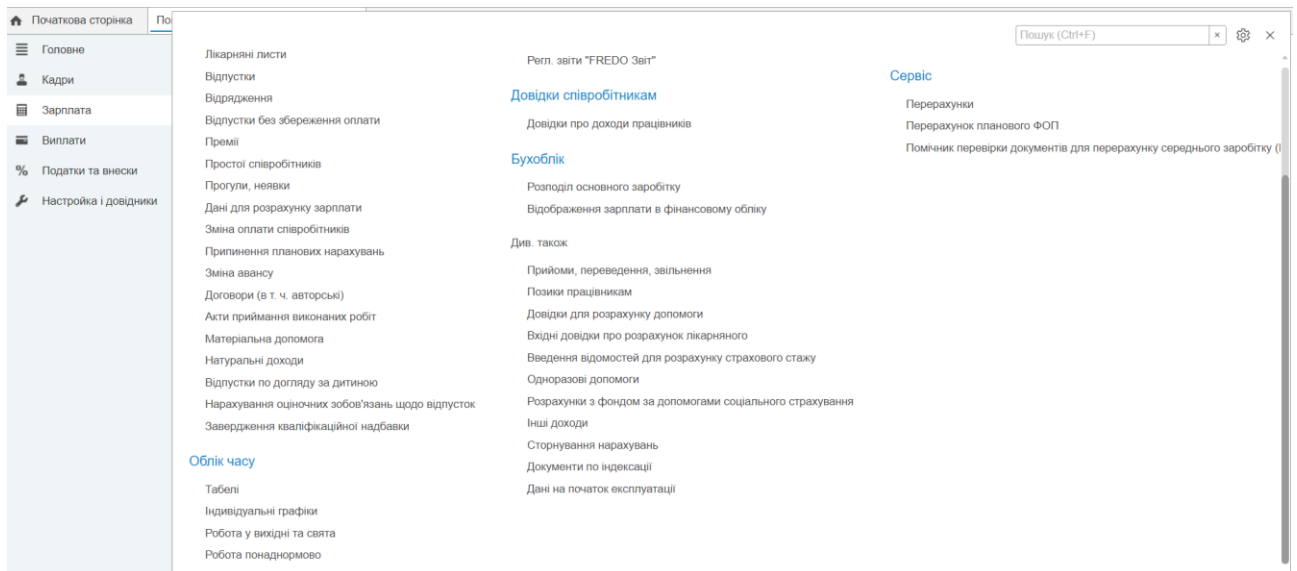 Початкова сторінка
По
Пошук (Ctrl+F)
Головне
Кадри
Зарплата
Виплати
Податки та внески
Настройка і довідники
Лікарняні листи
Відпустки
Відрядження
Відпустки без збереження оплати
Премії
Простої співробітників
Прогули, неявки
Дані для розрахунку зарплати
Зміна оплати співробітників
Припинення планових нарахувань
Зміна авансу
Договори (в т. ч. авторські)
Акти приймання виконаних робіт
Матеріальна допомога
Натуральні доходи
Відпустки по догляду за дитиною
Нарахування оціночних зобов'язань щодо відпусток
Завердження кваліфікаційної надбавки
Облік часу
Табелі
Індивідуальні графіки
Робота у вихідні та свята
Робота понаднормово
Регл. звіти "FREDO Звіт"
Довідки співробітникам
Довідки про доходи працівників
Бухоблік
Розподіл основного заробітку
Відображення зарплати в фінансовому обліку
Див. також
Прийоми, переведення, звільнення
Позики працівникам
Довідки для розрахунку допомоги
Вхідні довідки про розрахунок лікарняного
Введення відомостей для розрахунку страхового стажу
Одноразові допомоги
Розрахунки з фондом за допомогами соціального страхування
Інші доходи
Сторнування нарахувань
Документи по індексації
Дані на початок експлуатації
Сервіс
Перерахунки
Перерахунок планового ФОП
Помічник перевірки документів для перерахунку середнього заробітку (